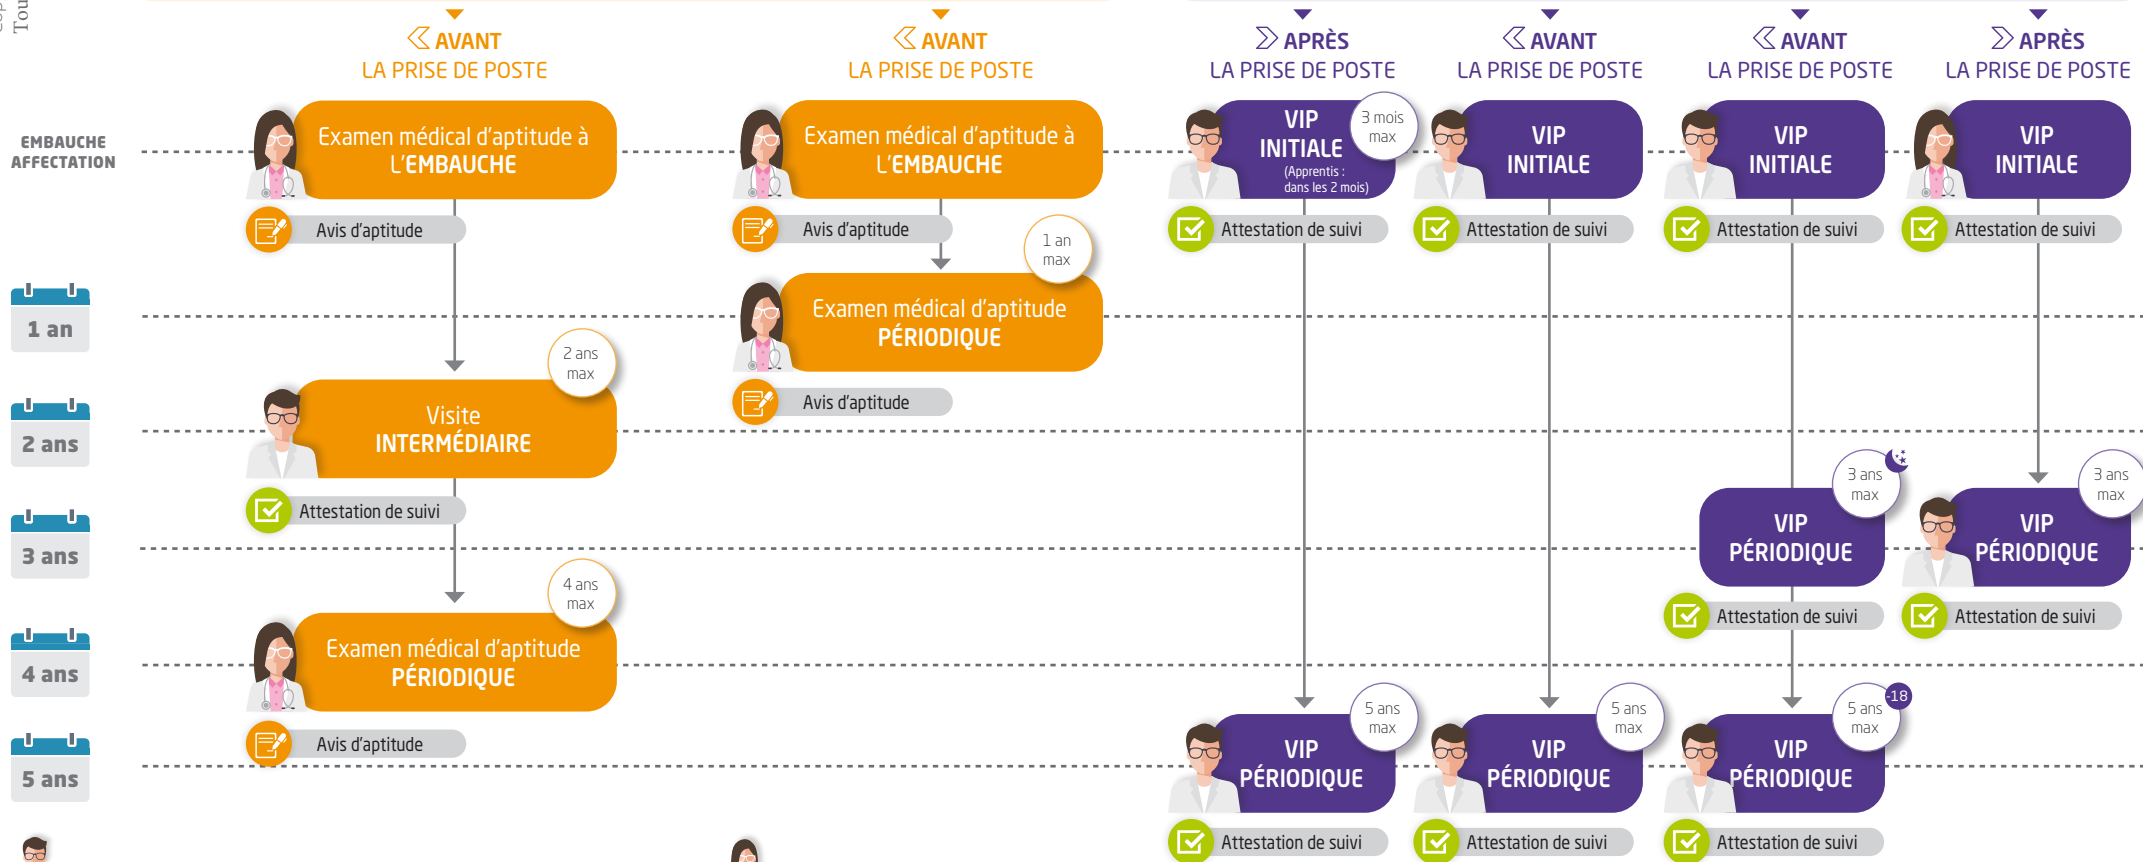 Tou
AVANT
LA PRISE DE POSTE
AVANT
LA PRISE DE POSTE
APRÈS
LA PRISE DE POSTE
AVANT
LA PRISE DE POSTE
AVANT
LA PRISE DE POSTE
APRÈS
LA PRISE DE POSTE
EMBAUCHE
AFFECTATION
Examen médical d'aptitude à
L'EMBAUCHE
Avis d'aptitude
Examen médical d'aptitude à
L'EMBAUCHE
Avis d'aptitude
VIP
INITIALE
(Apprentis :
dans les 2 mois)
3 mois
max
Attestation de suivi
VIP
INITIALE
Attestation de suivi
VIP
INITIALE
Attestation de suivi
VIP
INITIALE
Attestation de suivi
1 an
1 an
max
Examen médical d'aptitude
PÉRIODIQUE
Avis d'aptitude
2 ans
2 ans
max
Visite
INTERMÉDIAIRE
Attestation de suivi
3 ans
3 ans
max
VIP
PÉRIODIQUE
Attestation de suivi
3 ans
max
VIP
PÉRIODIQUE
Attestation de suivi
4 ans
4 ans
max
Examen médical d'aptitude
PÉRIODIQUE
Avis d'aptitude
5 ans
5 ans
max
VIP
PÉRIODIQUE
Attestation de suivi
5 ans
max
VIP
PÉRIODIQUE
Attestation de suivi
5 ans
max
-18
VIP
PÉRIODIQUE
Attestation de suivi